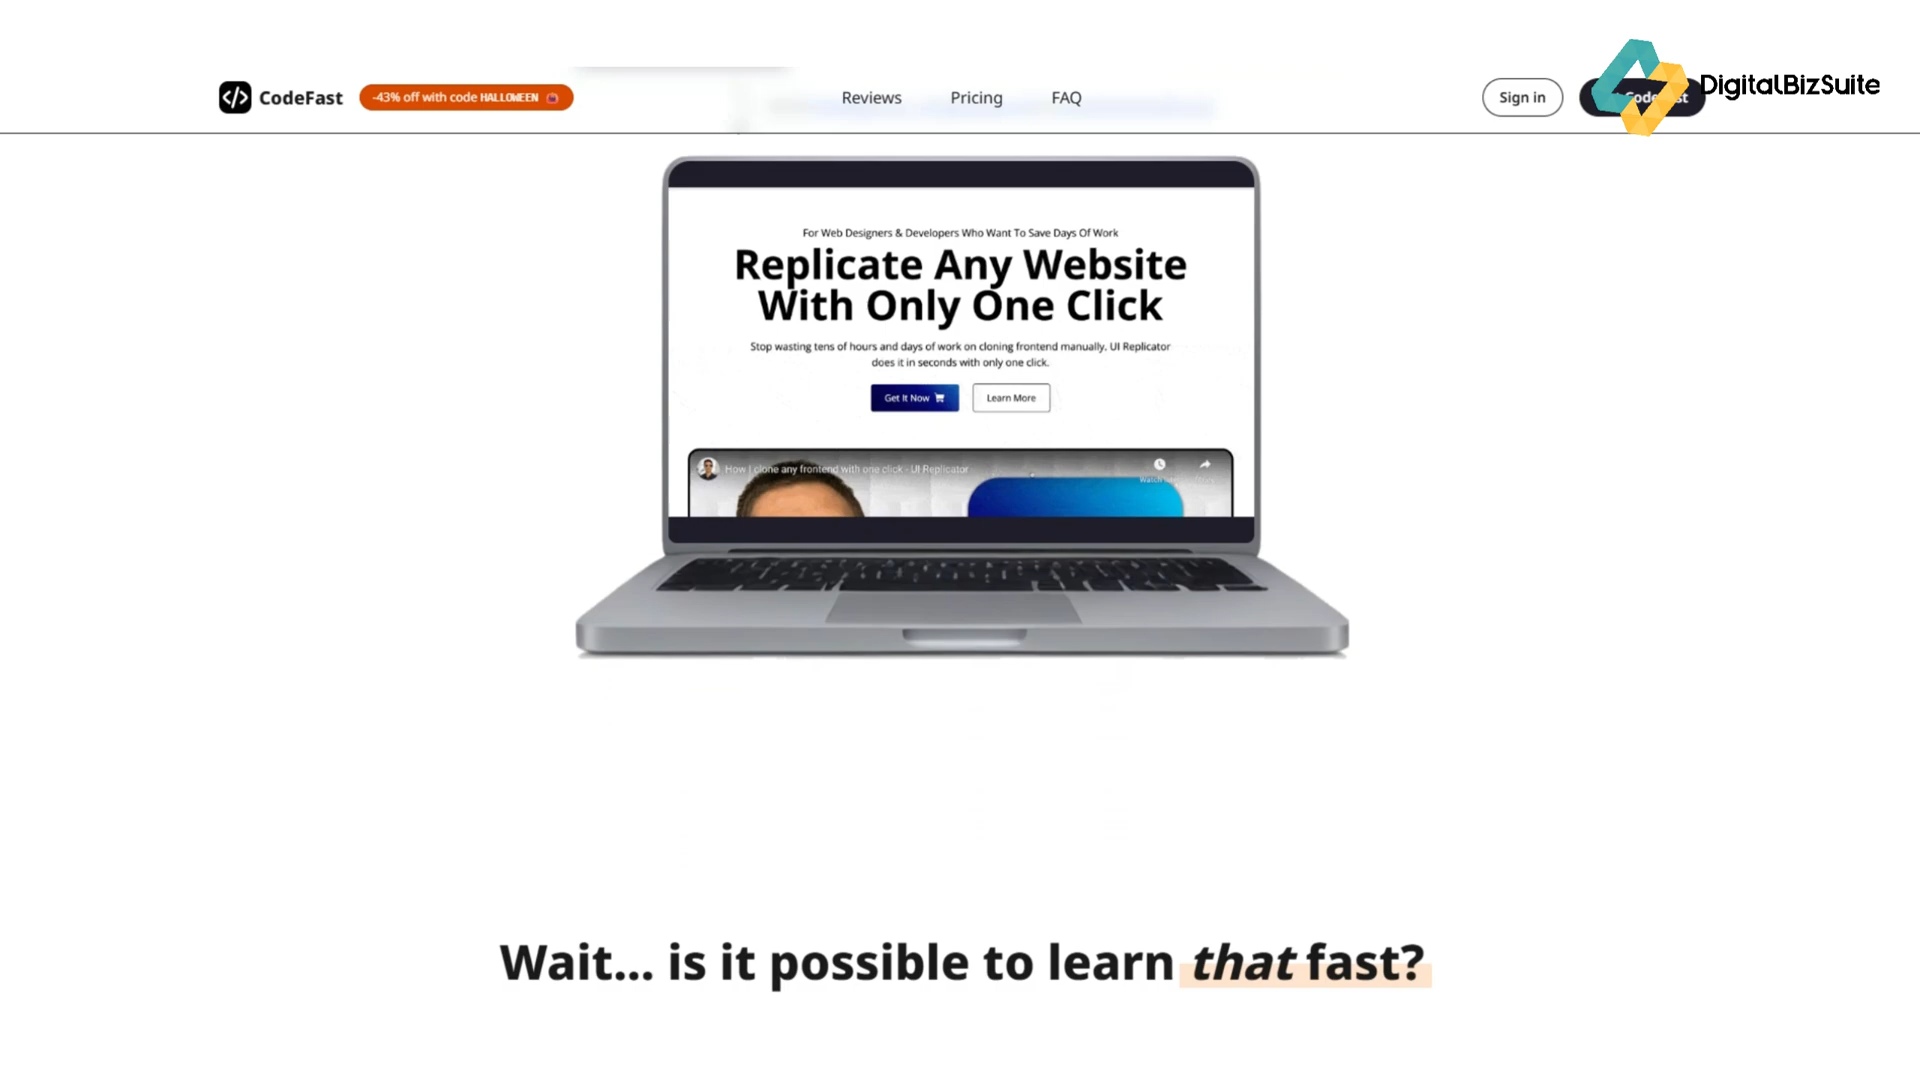 CodeFast
-43% off with code HALLOWEEN
Reviews
Pricing
FAQ
Sign in
DigitalBizSuite
For Web Designers & Developers Who Want To Save Days Of Work
Replicate Any Website
With Only One Click
Stop wasting tens of hours and days of work on cloning frontend manually. UI Replicator
does it in seconds with only one click.
Get It Now
Learn More
How I clone any frontend with one click - UI Replicator
Wait... is it possible to learn that fast?